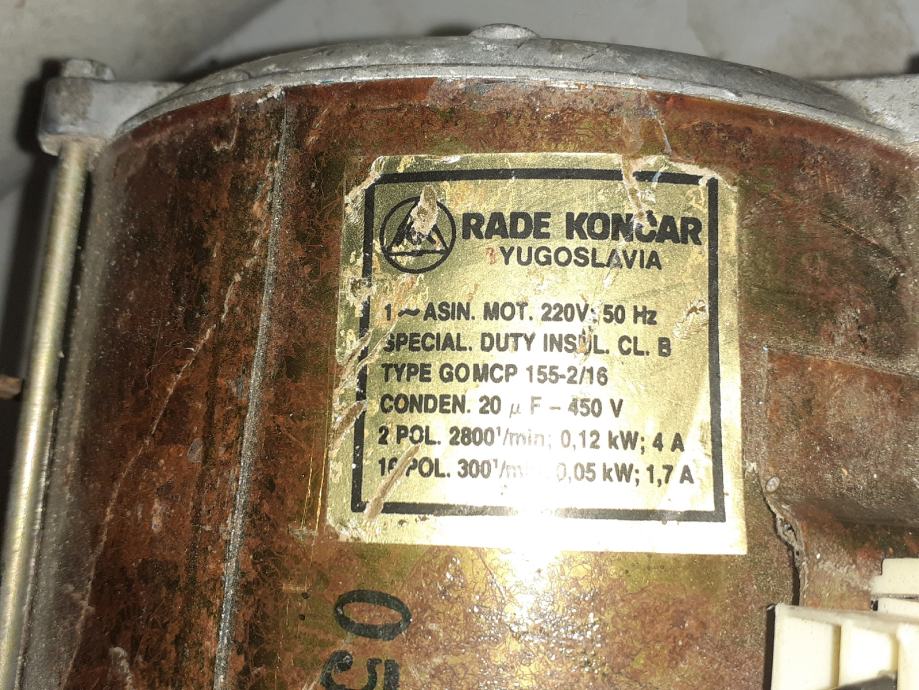 RADE KONČAR
YUGOSLAVIA
1~ASIN. MOT. 220V; 50 Hz
SPECIAL. DUTY INSUL. CL. B
TYPE GOMCP 155-2/16
CONDEN. 20 μ F – 450 V
2 POL. 2800¹/min; 0,12 kW; 4 A
16 POL. 300¹/min; 0,05 kW; 1,7 A